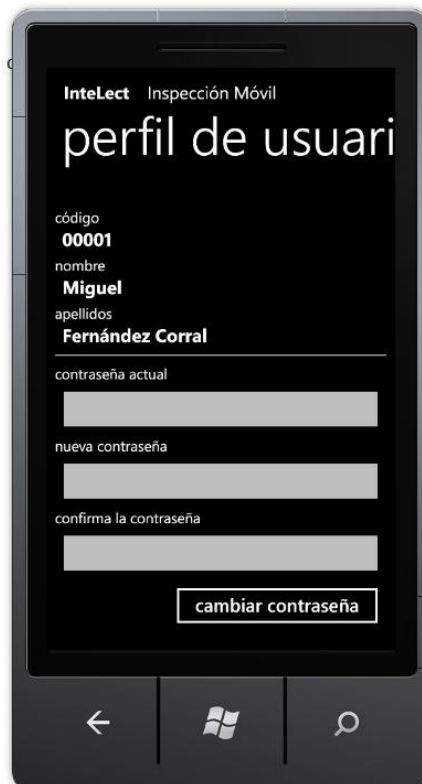 InteLect Inspección Móvil
perfil de usuari
código
00001
nombre
Miguel
apellidos
Fernández Corral
contraseña actual
nueva contraseña
confirma la contraseña
cambiar contraseña